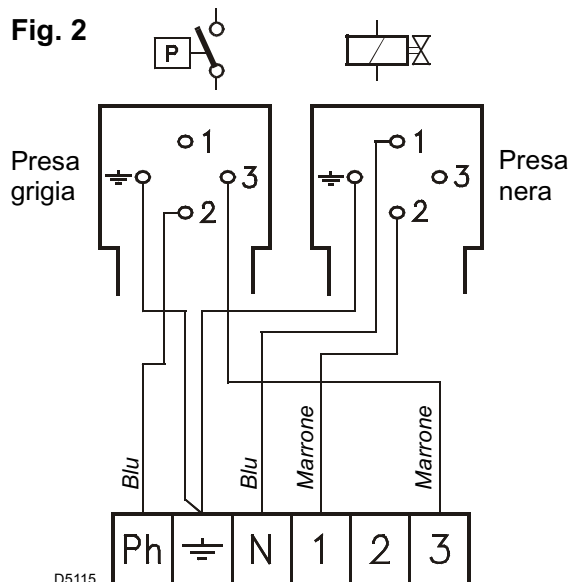 Fig. 2
P
Presa
grigia
1
3
2
1
3
2
Presa
nera
Blu
Blu
Marrone
Marrone
Ph
N
1
2
3
D5115